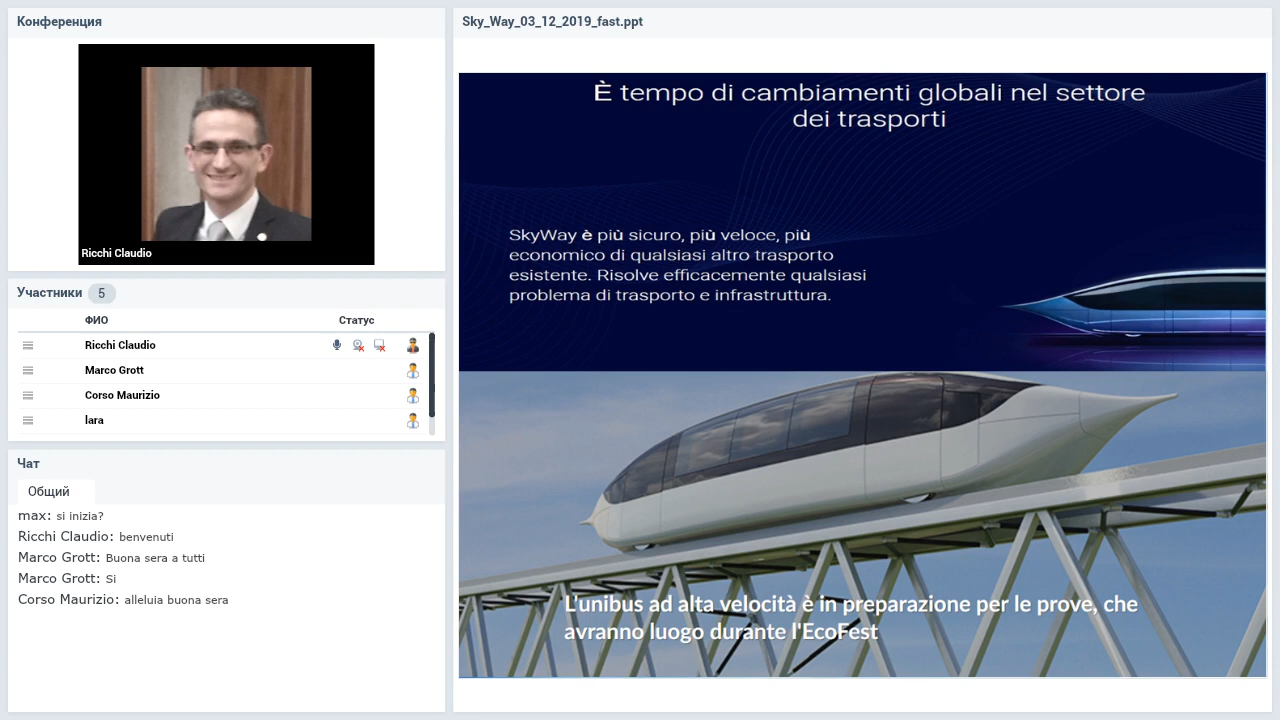 Конференция
Ricchi Claudio
Участники 5
ФИО Статус
Ricchi Claudio
Marco Grott
Corso Maurizio
lara
Чат
Общий
max: si inizia?
Ricchi Claudio: benvenuti
Marco Grott: Buona sera a tutti
Marco Grott: Si
Corso Maurizio: alleluia buona sera
Sky_Way_03_12_2019_fast.ppt
È tempo di cambiamenti globali nel settore
dei trasporti
SkyWay è più sicuro, più veloce, più
economico di qualsiasi altro trasporto
esistente. Risolve efficacemente qualsiasi
problema di trasporto e infrastruttura.
L'unibus ad alta velocità è in preparazione per le prove, che
avranno luogo durante l'EcoFest